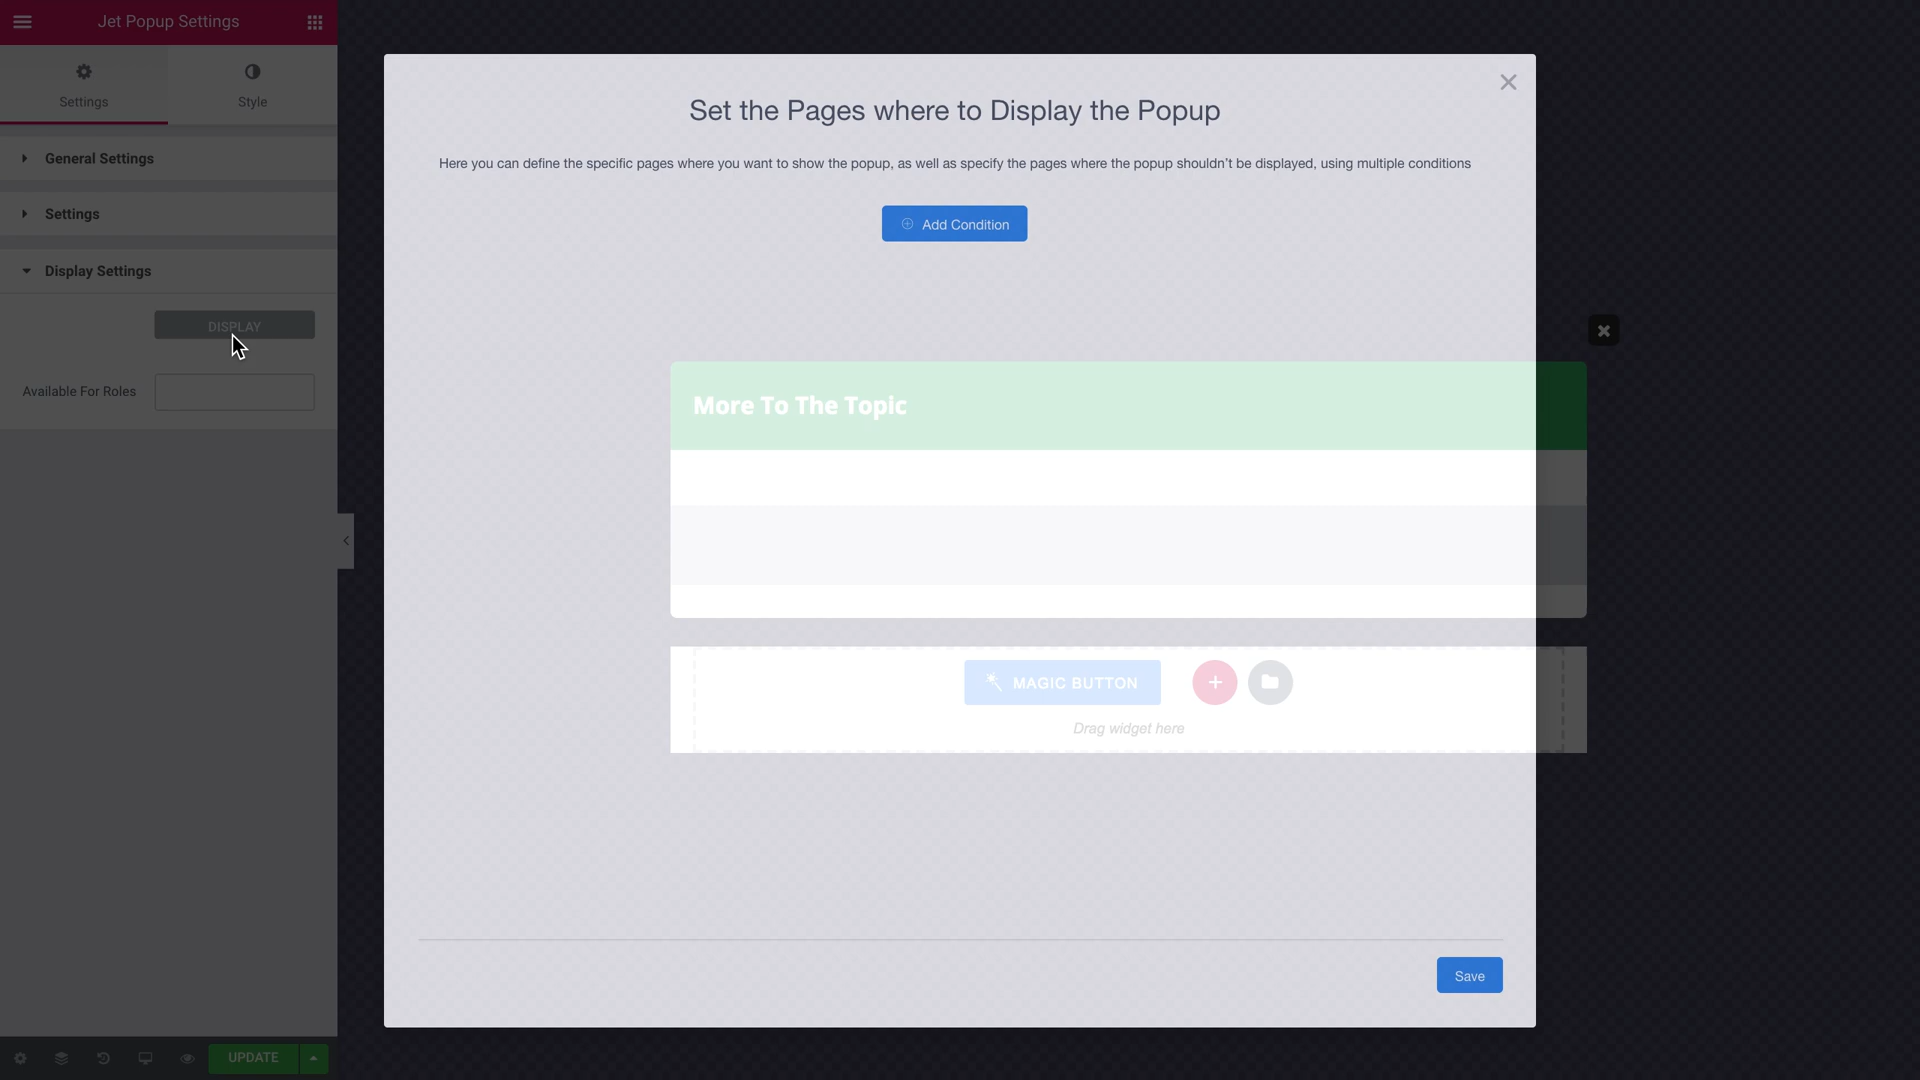 Jet Popup Settings
Settings
Style
General Settings
Settings
Display Settings
DISPLAY
Available For Roles
UPDATE
Set the Pages where to Display the Popup
Here you can define the specific pages where you want to show the popup, as well as specify the pages where the popup shouldn't be displayed, using multiple conditions
Add Condition
More To The Topic
MAGIC BUTTON
Drag widget here
Save